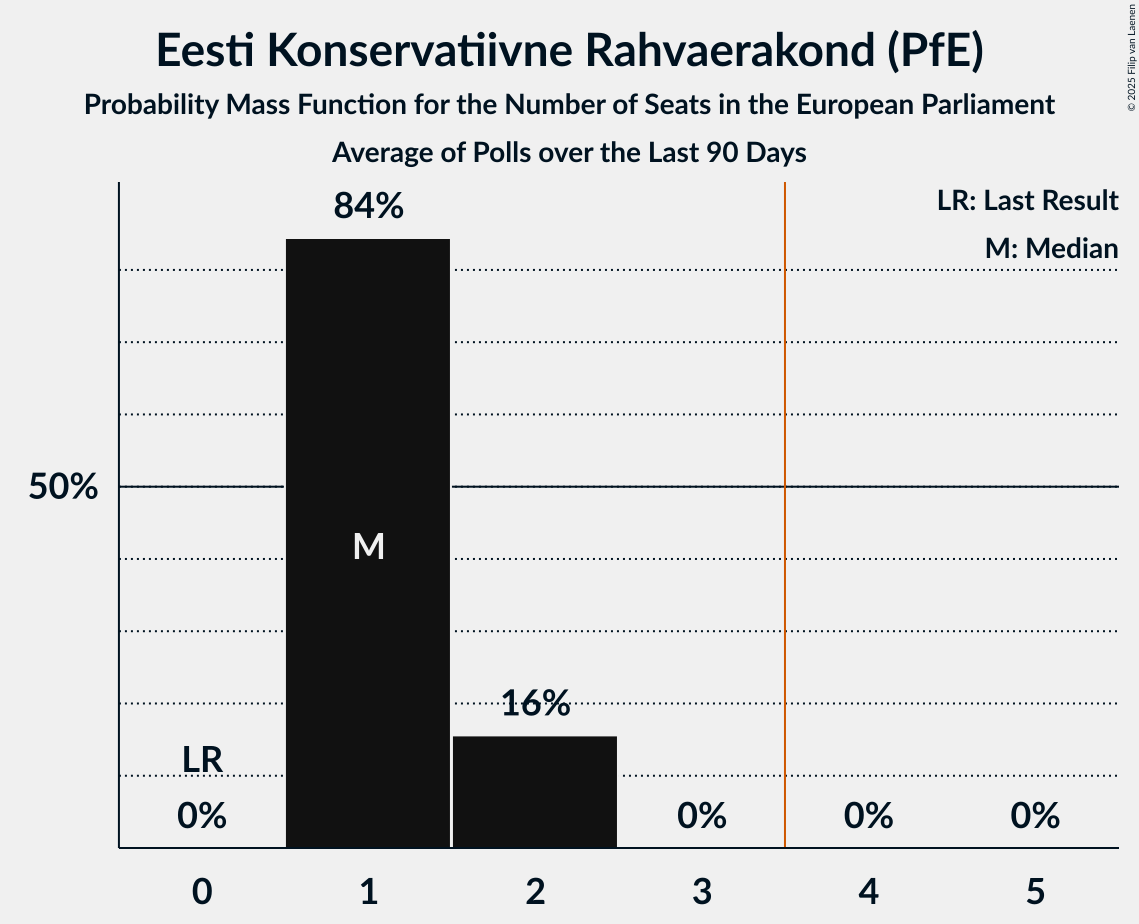 Eesti Konservatiivne Rahvaerakond (PfE)
Probability Mass Function for the Number of Seats in the European Parliament
Average of Polls over the Last 90 Days
© 2025 Filip van Laenen
LR: Last Result
M: Median
84%
50%
M
16%
LR
0%
0%
0%
0%
0
1
2
3
4
5